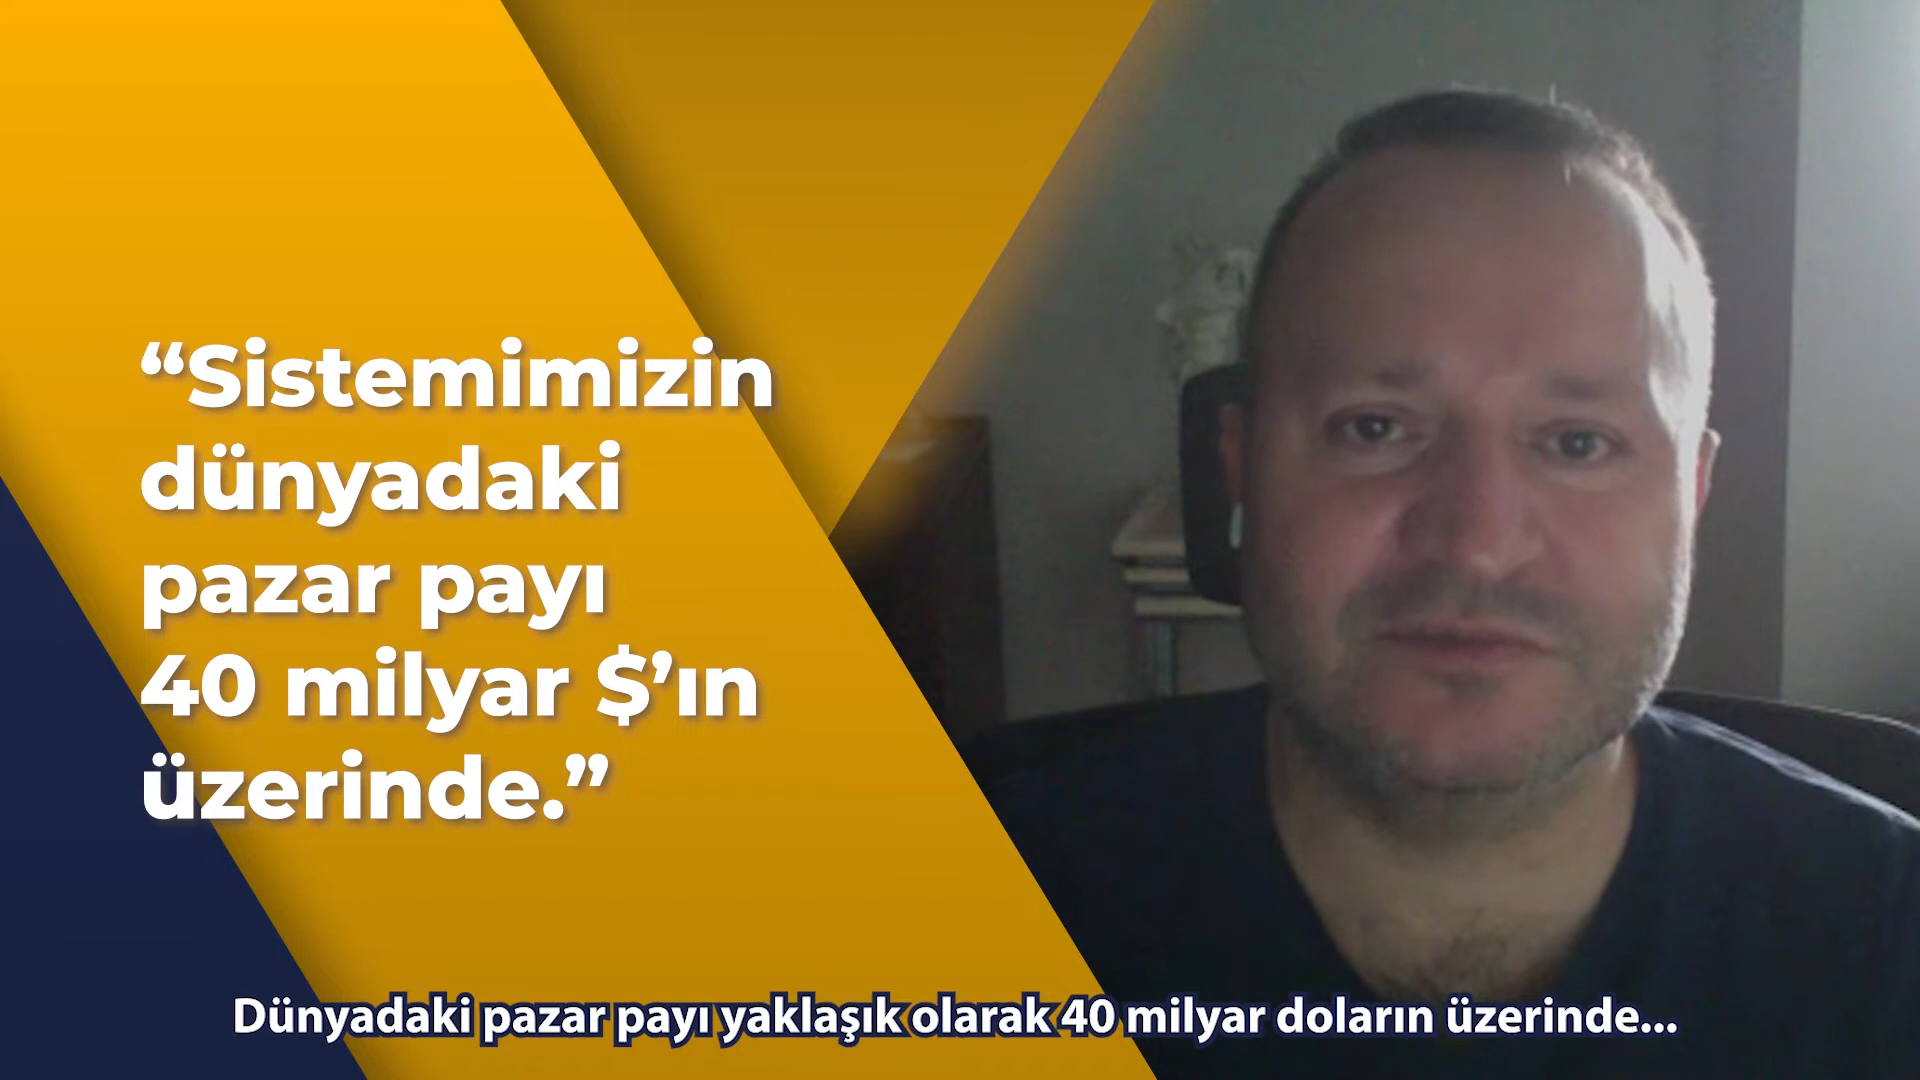 “Sistemimizin
dünyadaki
pazar payı
40 milyar $’ın
üzerinde.”
Dünyadaki pazar payı yaklaşık olarak 40 milyar doların üzerinde...